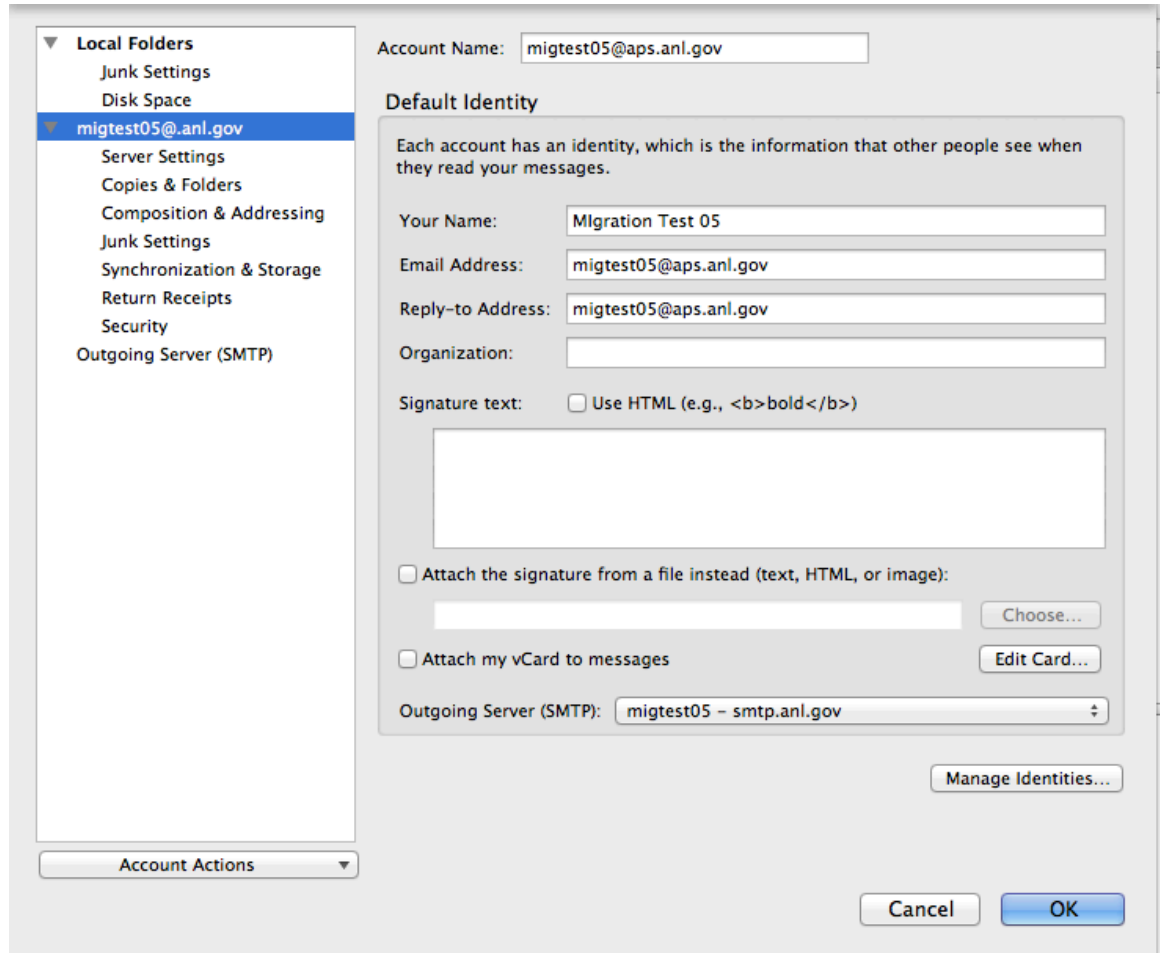 Local Folders
Junk Settings
Disk Space
migtest05@.anl.gov
Server Settings
Copies & Folders
Composition & Addressing
Junk Settings
Synchronization & Storage
Return Receipts
Security
Outgoing Server (SMTP)
Account Actions
Account Name: migtest05@aps.anl.gov
Default Identity
Each account has an identity, which is the information that other people see when
they read your messages.
Your Name: MIgration Test 05
Email Address: migtest05@aps.anl.gov
Reply-to Address: migtest05@aps.anl.gov
Organization:
Signature text: Use HTML (e.g., <b>bold</b>)
Attach the signature from a file instead (text, HTML, or image):
Choose...
Attach my vCard to messages Edit Card...
Outgoing Server (SMTP): migtest05 – smtp.anl.gov
Manage Identities...
Cancel OK